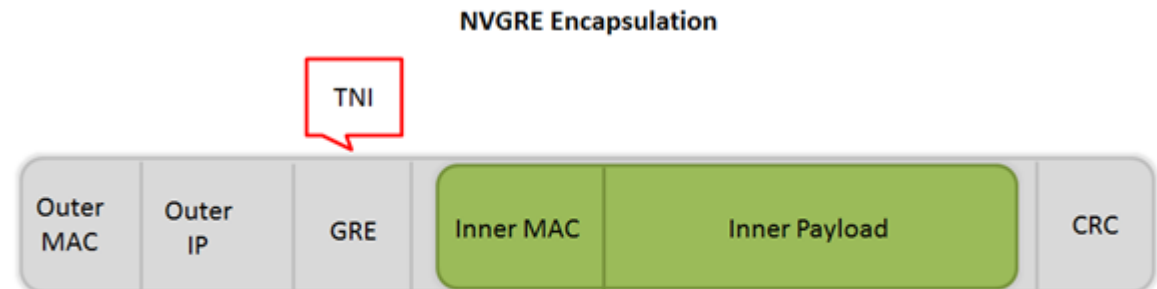 NVGRE Encapsulation
TNI
Outer
MAC
Outer
IP
GRE
Inner MAC
Inner Payload
CRC